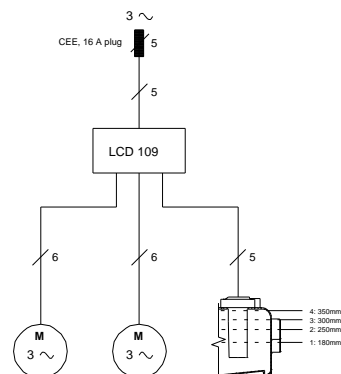 3 ~
CEE, 16 A plug
5
5
LCD 109
6
6
5
4: 350mm
3: 300mm
2: 250mm
1: 180mm
M
3 ~
M
3 ~